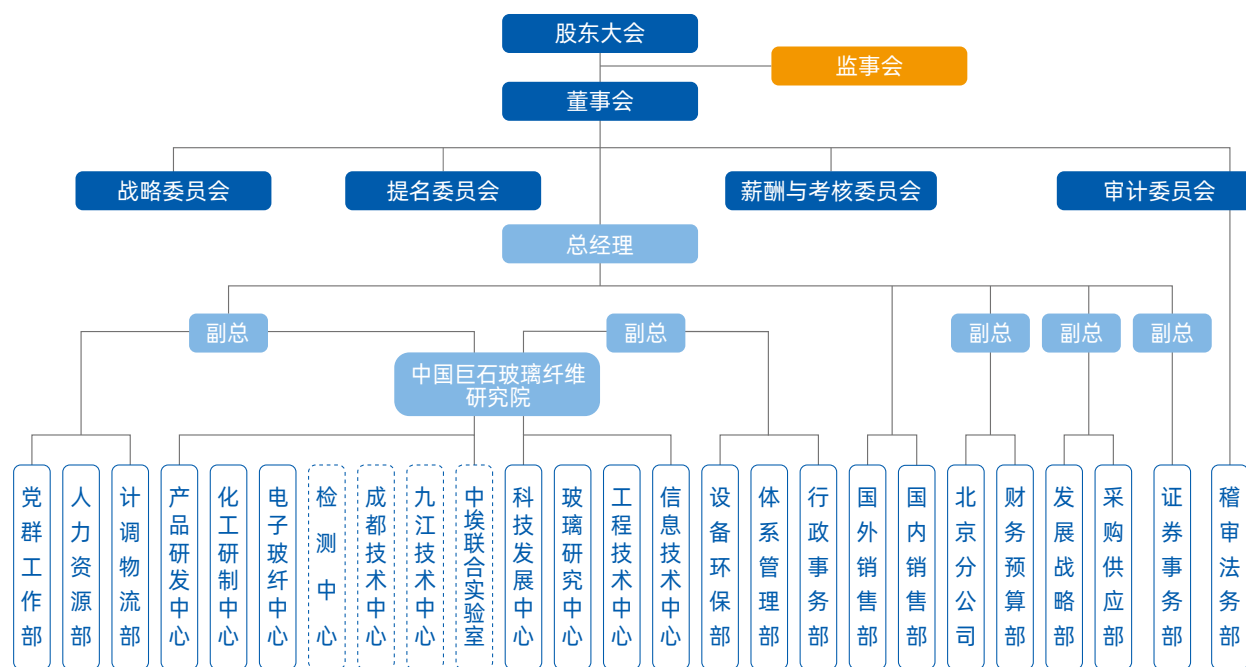 股东大会
监事会
董事会
战略委员会
提名委员会
薪酬与考核委员会
审计委员会
总经理
副总
副总
副总
副总
副总
中国巨石玻璃纤维
研究院
党群工作部
人力资源部
计调物流部
产品研发中心
化工研制中心
电子玻纤中心
检测中心
成都技术中心
九江技术中心
中埃联合实验室
科技发展中心
玻璃研究中心
工程技术中心
信息技术中心
设备环保部
体系管理部
行政事务部
国外销售部
国内销售部
北京分公司
财务预算部
发展战略部
采购供应部
证券事务部
稽审法务部